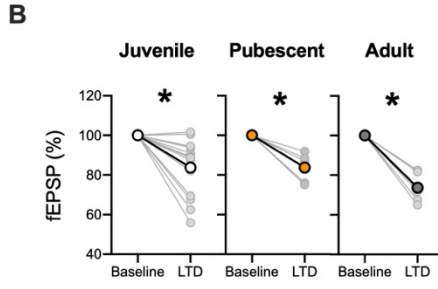 B
Juvenile Pubescent Adult
* * *
fEPSP (%)
120
100
80
60
40
Baseline LTD Baseline LTD Baseline LTD